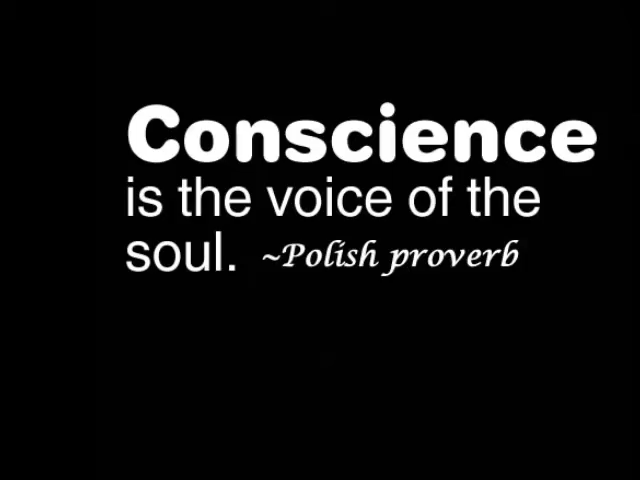 Conscience
is the voice of the
soul. ~Polish proverb